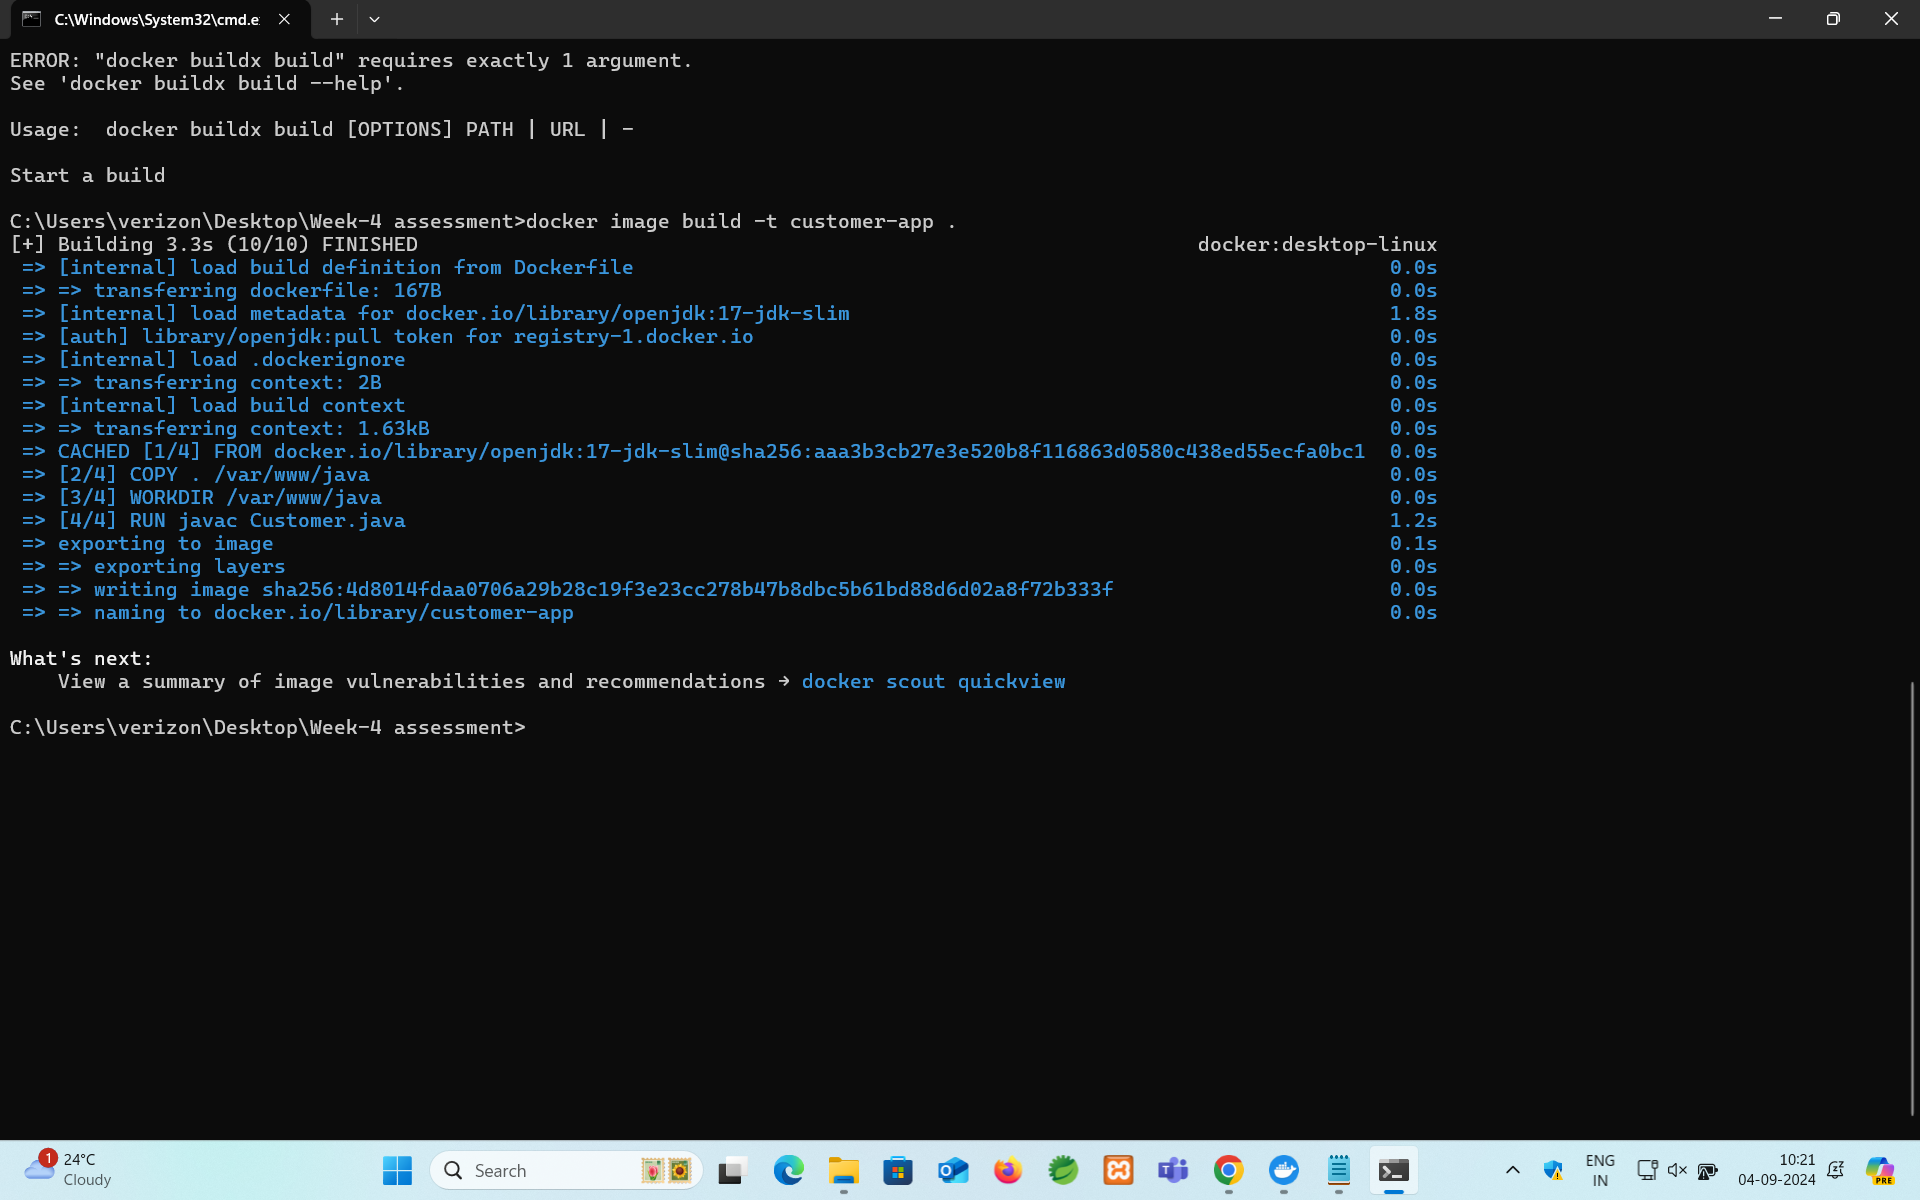 C:\Windows\System32\cmd.e
ERROR: "docker buildx build" requires exactly 1 argument.
See 'docker buildx build --help'.
Usage:  docker buildx build [OPTIONS] PATH | URL | -
Start a build
C:\Users\verizon\Desktop\Week-4 assessment>docker image build -t customer-app .
[+] Building 3.3s (10/10) FINISHED docker:desktop-linux
=> [internal] load build definition from Dockerfile 0.0s
=> => transferring dockerfile: 167B 0.0s
=> [internal] load metadata for docker.io/library/openjdk:17-jdk-slim 1.8s
=> [auth] library/openjdk:pull token for registry-1.docker.io 0.0s
=> [internal] load .dockerignore 0.0s
=> => transferring context: 2B 0.0s
=> [internal] load build context 0.0s
=> => transferring context: 1.63kB 0.0s
=> CACHED [1/4] FROM docker.io/library/openjdk:17-jdk-slim@sha256:aaa3b3cb27e3e520b8f116863d0580c438ed55ecfa0bc1 0.0s
=> [2/4] COPY . /var/www/java 0.0s
=> [3/4] WORKDIR /var/www/java 0.0s
=> [4/4] RUN javac Customer.java 1.2s
=> exporting to image 0.1s
=> => exporting layers 0.0s
=> => writing image sha256:4d8014fdaa0706a29b28c19f3e23cc278b47b8dbc5b61bd88d6d02a8f72b333f 0.0s
=> => naming to docker.io/library/customer-app 0.0s
What's next:
View a summary of image vulnerabilities and recommendations → docker scout quickview
C:\Users\verizon\Desktop\Week-4 assessment>
1
24°C
Cloudy
Search
ENG
IN
10:21
04-09-2024
PRE